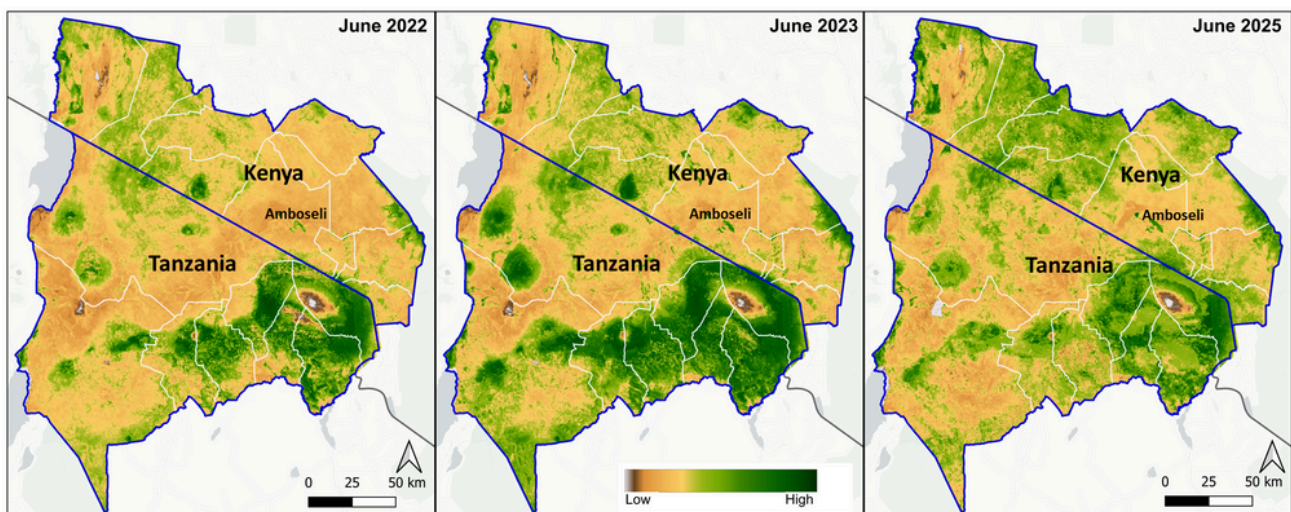 June 2022
Kenya
Amboseli
Tanzania
0 25 50 km
June 2023
Kenya
Amboseli
Tanzania
Low High
June 2025
Kenya
Amboseli
Tanzania
0 25 50 km